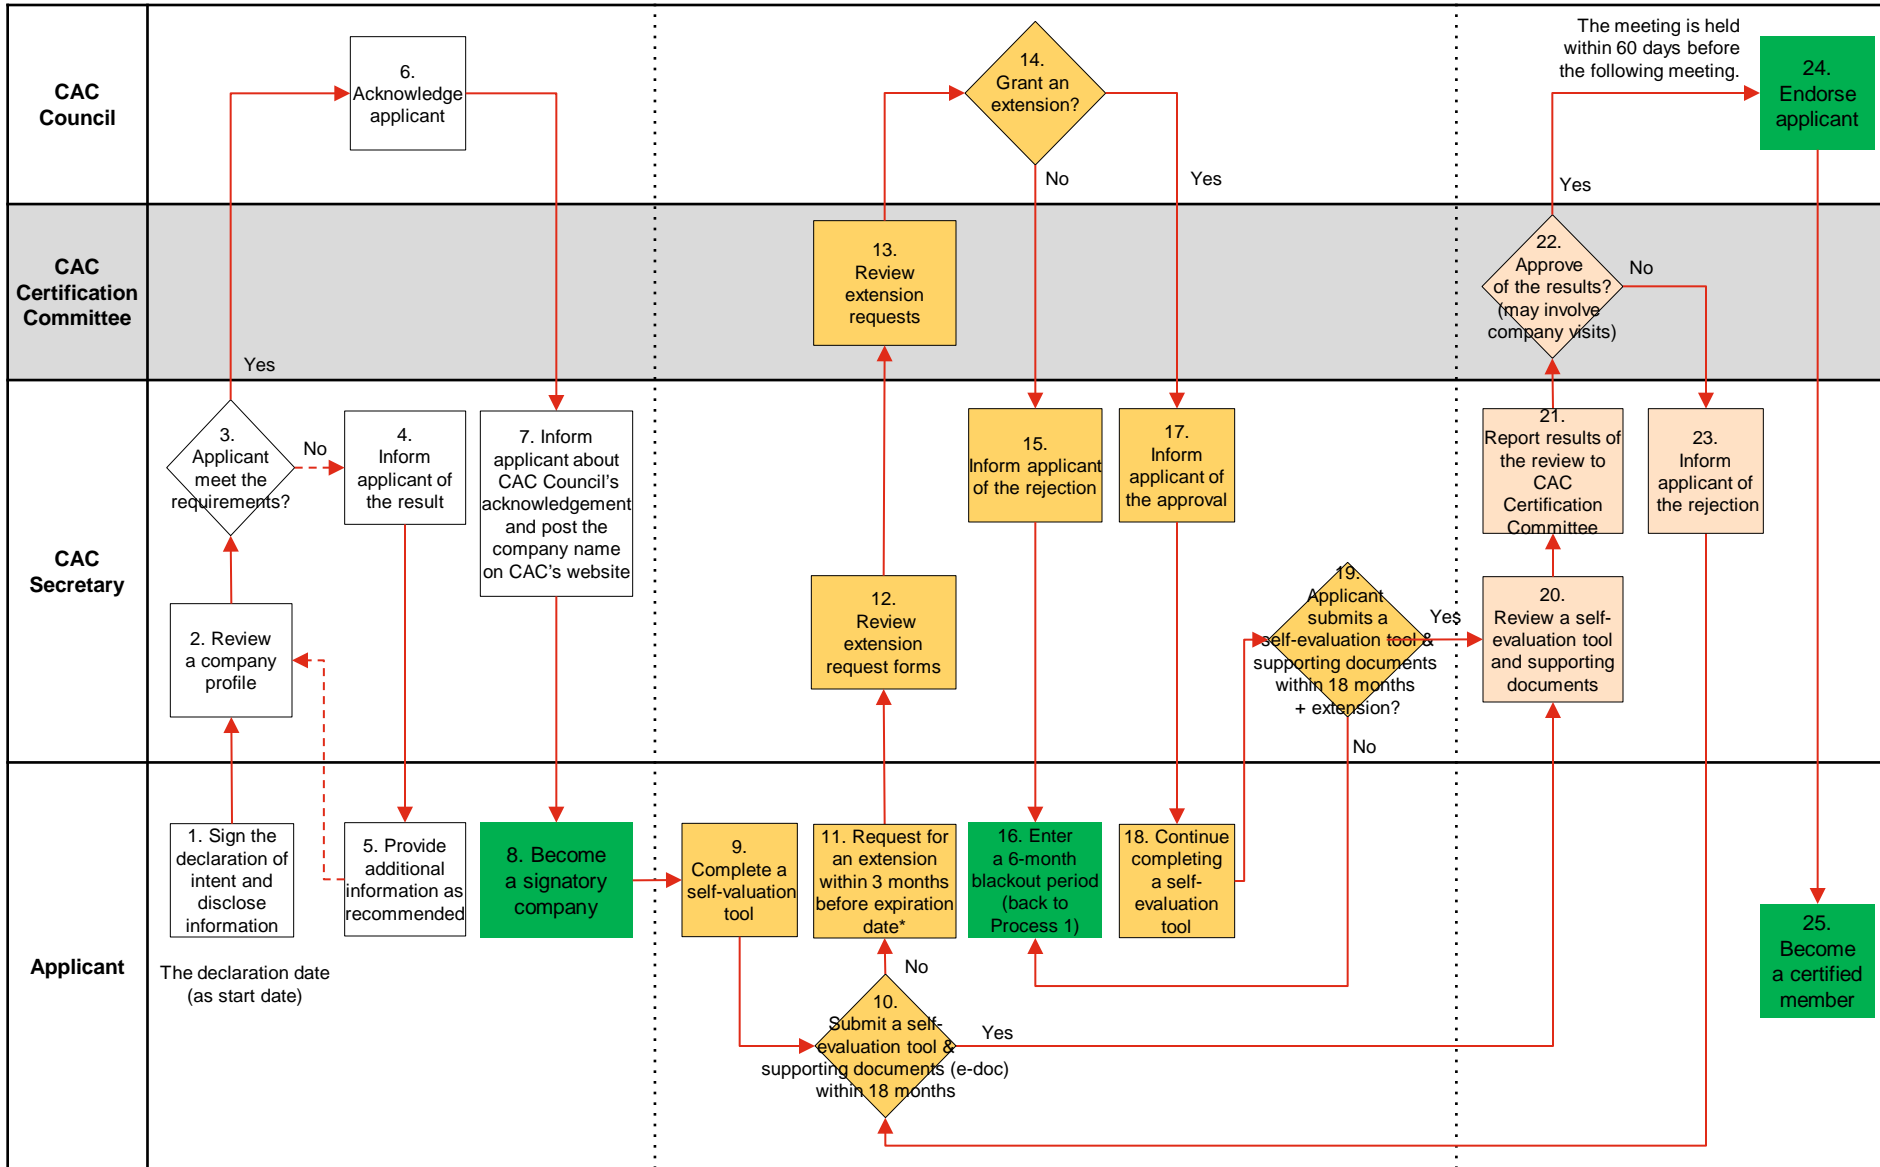 CAC
Council
6.
Acknowledge
applicant
14.
Grant an
extension?
The meeting is held
within 60 days before
the following meeting.
24.
Endorse
applicant
No
Yes
Yes
CAC
Certification
Committee
13.
Review
extension
requests
22.
Approve
of the results?
(may involve
company visits)
No
Yes
CAC
Secretary
3.
Applicant
meet the
requirements?
No
4.
Inform
applicant of
the result
7. Inform
applicant about
CAC Council’s
acknowledgement
and post the
company name
on CAC’s website
15.
Inform applicant
of the rejection
17.
Inform
applicant of
the approval
21.
Report results of
the review to
CAC
Certification
Committee
23.
Inform
applicant of
the rejection
2. Review
a company
profile
12.
Review
extension
request forms
19.
Applicant
submits a
self-evaluation tool &
supporting documents
within 18 months
+ extension?
Yes
No
20.
Review a self-
evaluation tool
and supporting
documents
Applicant
1. Sign the
declaration of
intent and
disclose
information
The declaration date
(as start date)
5. Provide
additional
information as
recommended
8. Become
a signatory
company
9.
Complete a
self-valuation
tool
11. Request for
an extension
within 3 months
before expiration
date*
16. Enter
a 6-month
blackout period
(back to
Process 1)
18. Continue
completing
a self-
evaluation
tool
No
10.
Submit a self-
evaluation tool &
supporting documents (e-doc)
within 18 months
Yes
25.
Become
a certified
member